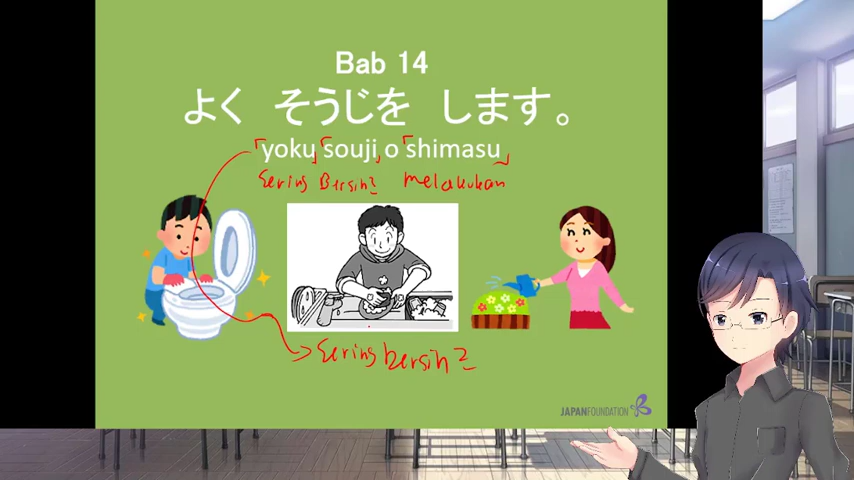 Bab 14
よく そうじを します。
yoku souji o shimasu
Sering Bersih2 melakukan
Sering bersih2
JAPANFOUNDATION